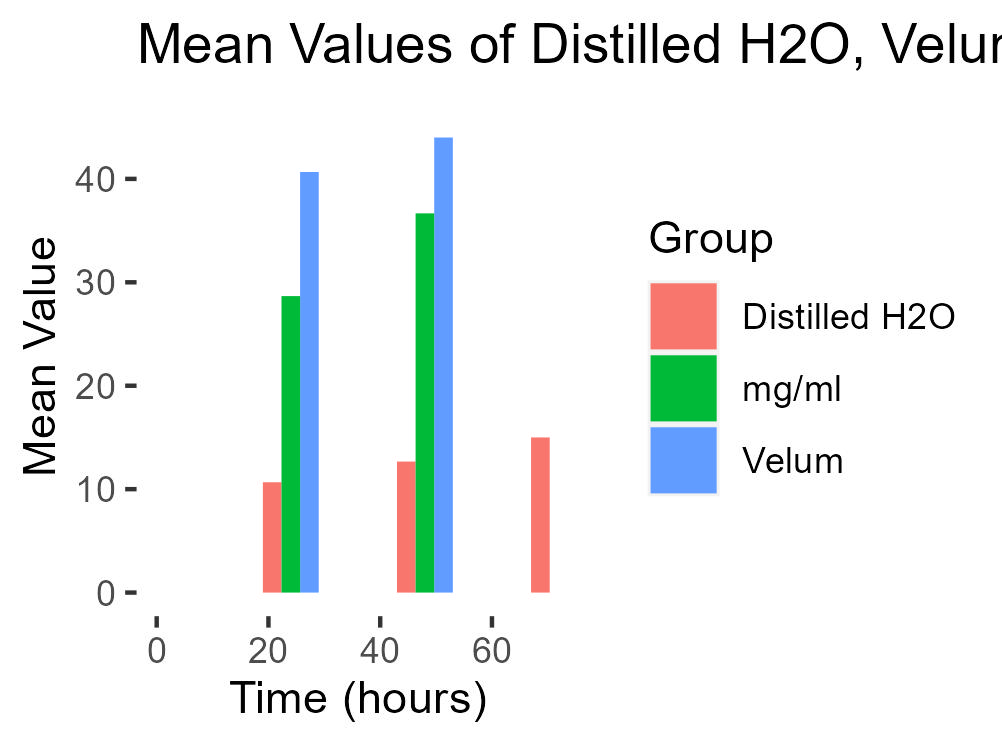 Mean Values of Distilled H2O,
Mean Value
40
30
20
10
0
0 20 40 60
Time (hours)
Group
Distilled H2O
mg/ml
Velum